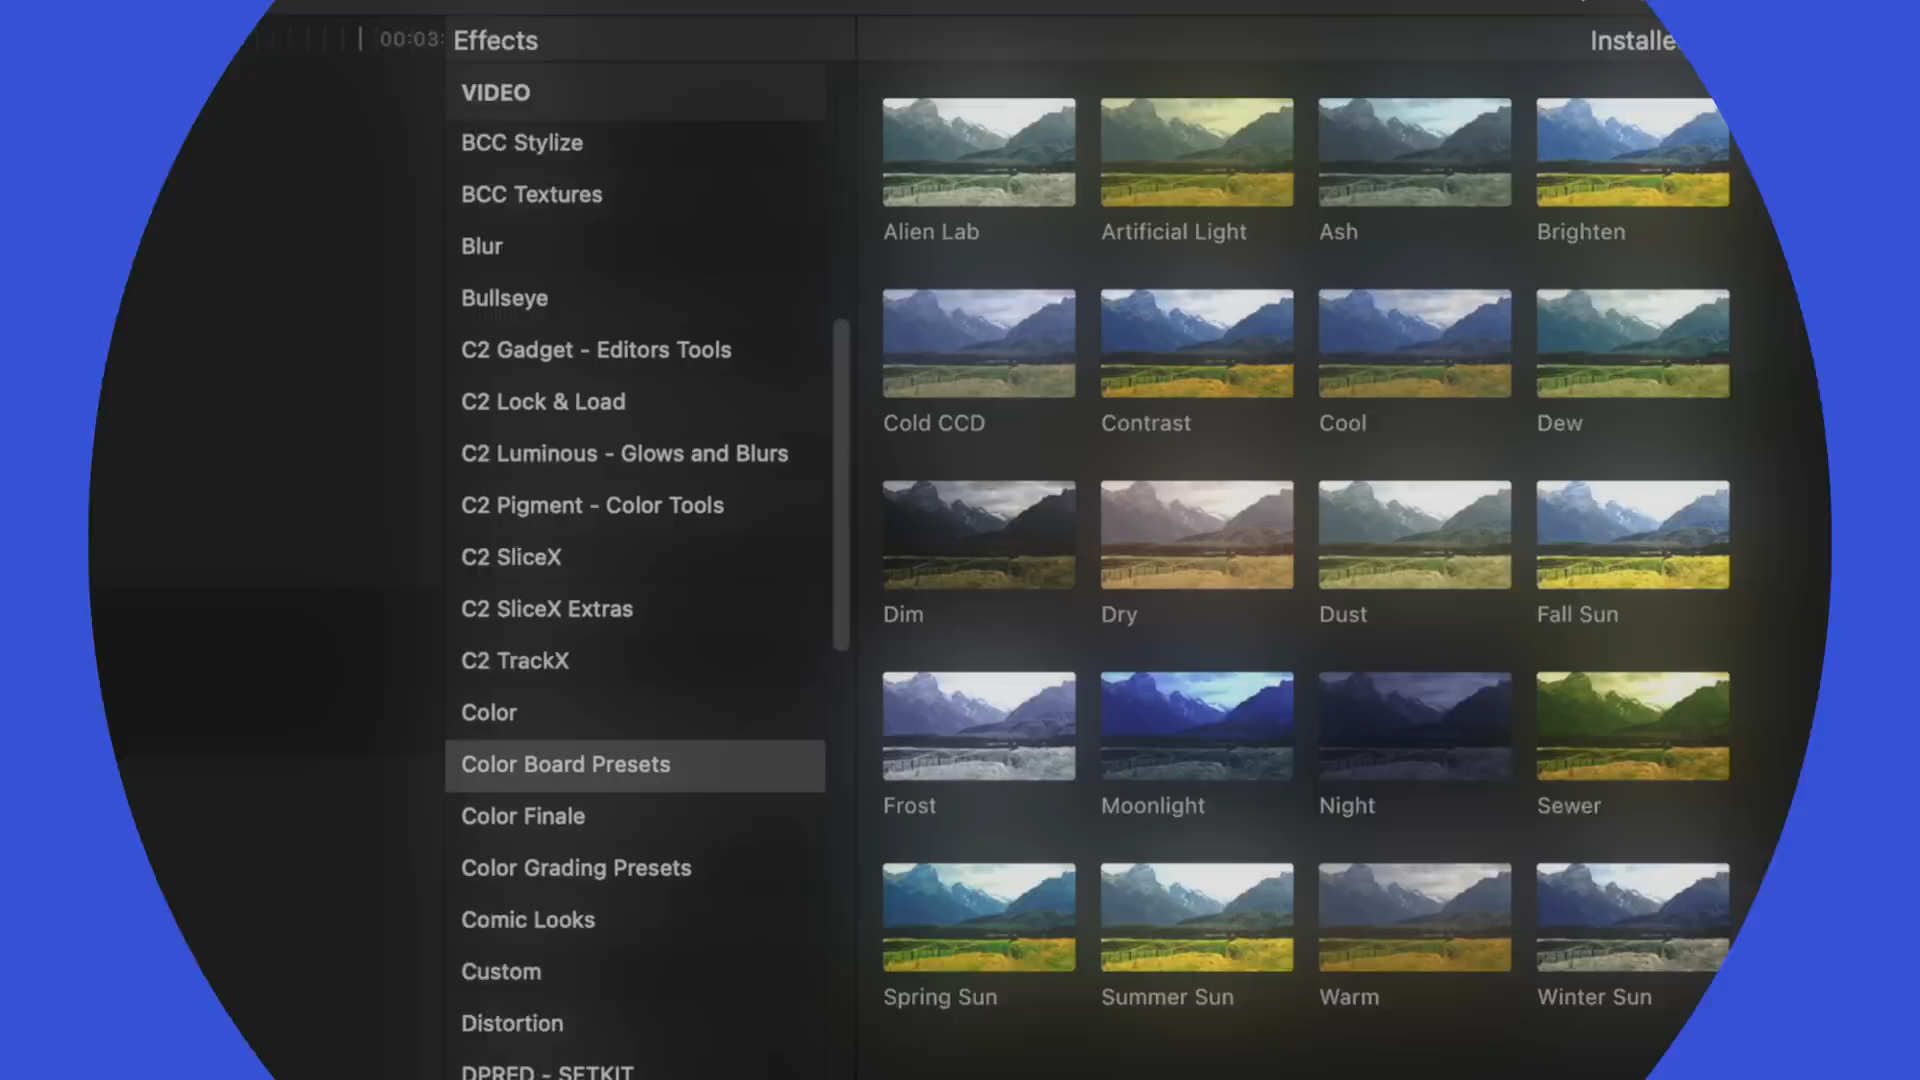 00:03:
Effects
Installe
VIDEO
BCC Stylize
BCC Textures
Blur
Bullseye
C2 Gadget - Editors Tools
C2 Lock & Load
C2 Luminous - Glows and Blurs
C2 Pigment - Color Tools
C2 SliceX
C2 SliceX Extras
C2 TrackX
Color
Color Board Presets
Color Finale
Color Grading Presets
Comic Looks
Custom
Distortion
DPRED - SETKIT
Alien Lab
Artificial Light
Ash
Brighten
Cold CCD
Contrast
Cool
Dew
Dim
Dry
Dust
Fall Sun
Frost
Moonlight
Night
Sewer
Spring Sun
Summer Sun
Warm
Winter Sun